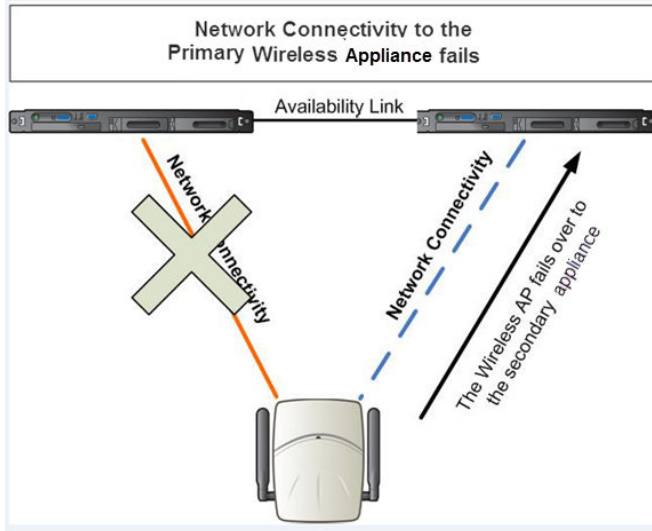 Network Connectivity to the
Primary Wireless Appliance fails
Availability Link
Network Connectivity
Network Connectivity
The Wireless AP fails over to
the secondary appliance